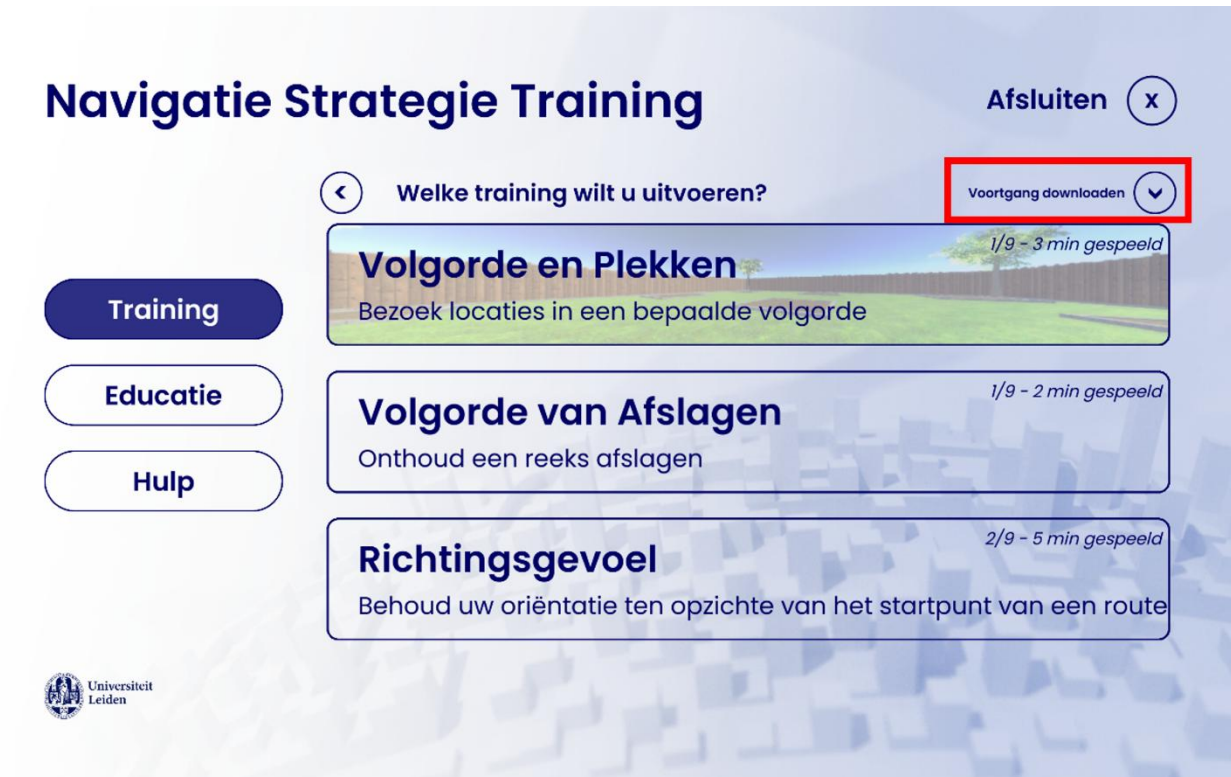 Navigatie Strategie Training
Afsluiten x
Welke training wilt u uitvoeren?
Voortgang downloaden
Volgorde en Plekken
1/9 - 3 min gespeeld
Bezoek locaties in een bepaalde volgorde
Training
Educatie
Hulp
Volgorde van Afslagen
1/9 - 2 min gespeeld
Onthoud een reeks afslagen
Richtingsgevoel
2/9 - 5 min gespeeld
Behoud uw oriëntatie ten opzichte van het startpunt van een route
Universiteit
Leiden